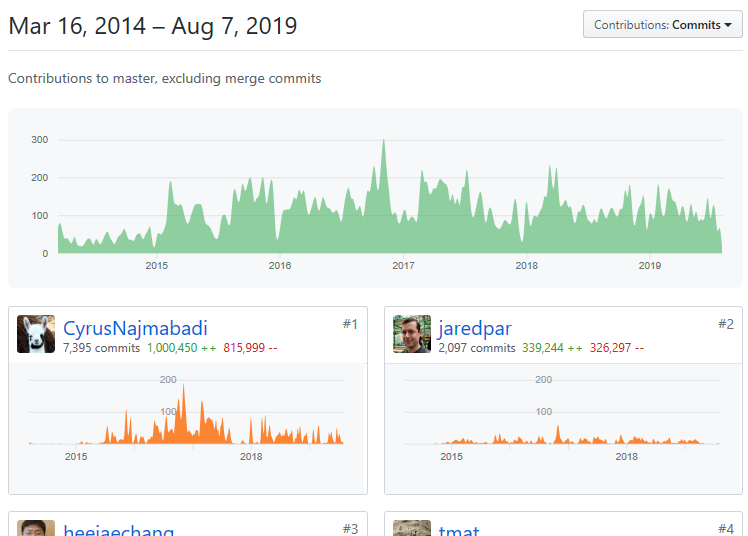 Mar 16, 2014 – Aug 7, 2019
Contributions: Commits
Contributions to master, excluding merge commits
300
200
100
0
2015 2016 2017 2018 2019
CyrusNajmabadi #1
7,395 commits 1,000,450 ++ 815,999 --
200
100
2015 2018
jaredpar #2
2,097 commits 339,244 ++ 326,297 --
200
100
2015 2018
heejaechang #3
tmat #4